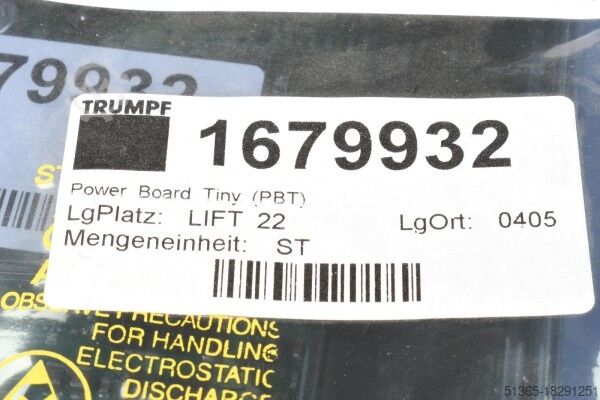 79932
TRUMPF
1679932
Power Board Tiny (PBT)
LgPlatz: LIFT 22 LgOrt: 0405
Mengeneinheit: ST
OBSERVE PRECAUTIONS
FOR HANDLING
ELECTROSTATIC
DISCHARGE
51365-18291251